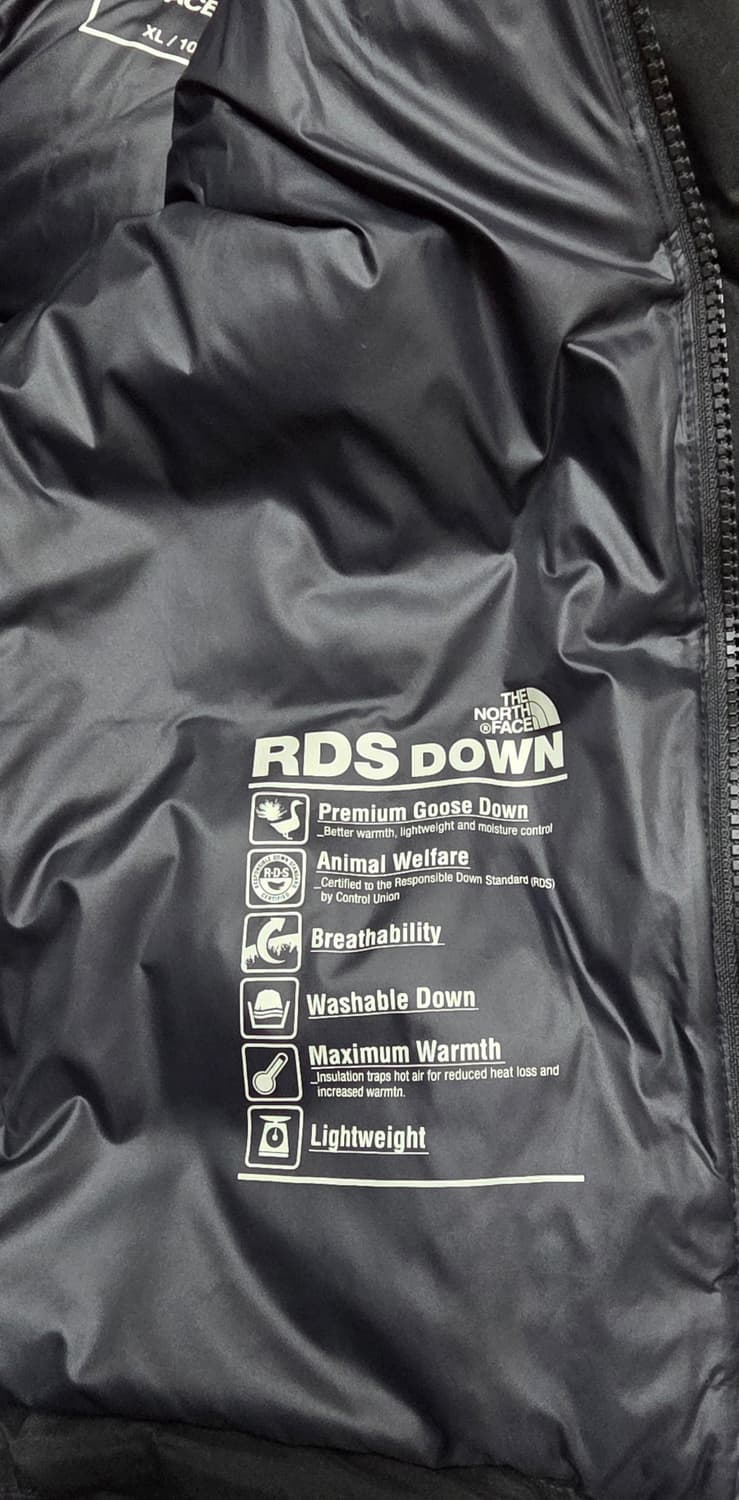 XL / 10
THE
NORTH
® FACE
RDS DOWN
Premium Goose Down
_Better warmth, lightweight and moisture control
R·D·S
CERTIFIED
Animal Welfare
_Certified to the Responsible Down Standard (RDS)
by Control Union
Breathability
Washable Down
Maximum Warmth
_Insulation traps hot air for reduced heat loss and
increased warmtn.
Lightweight